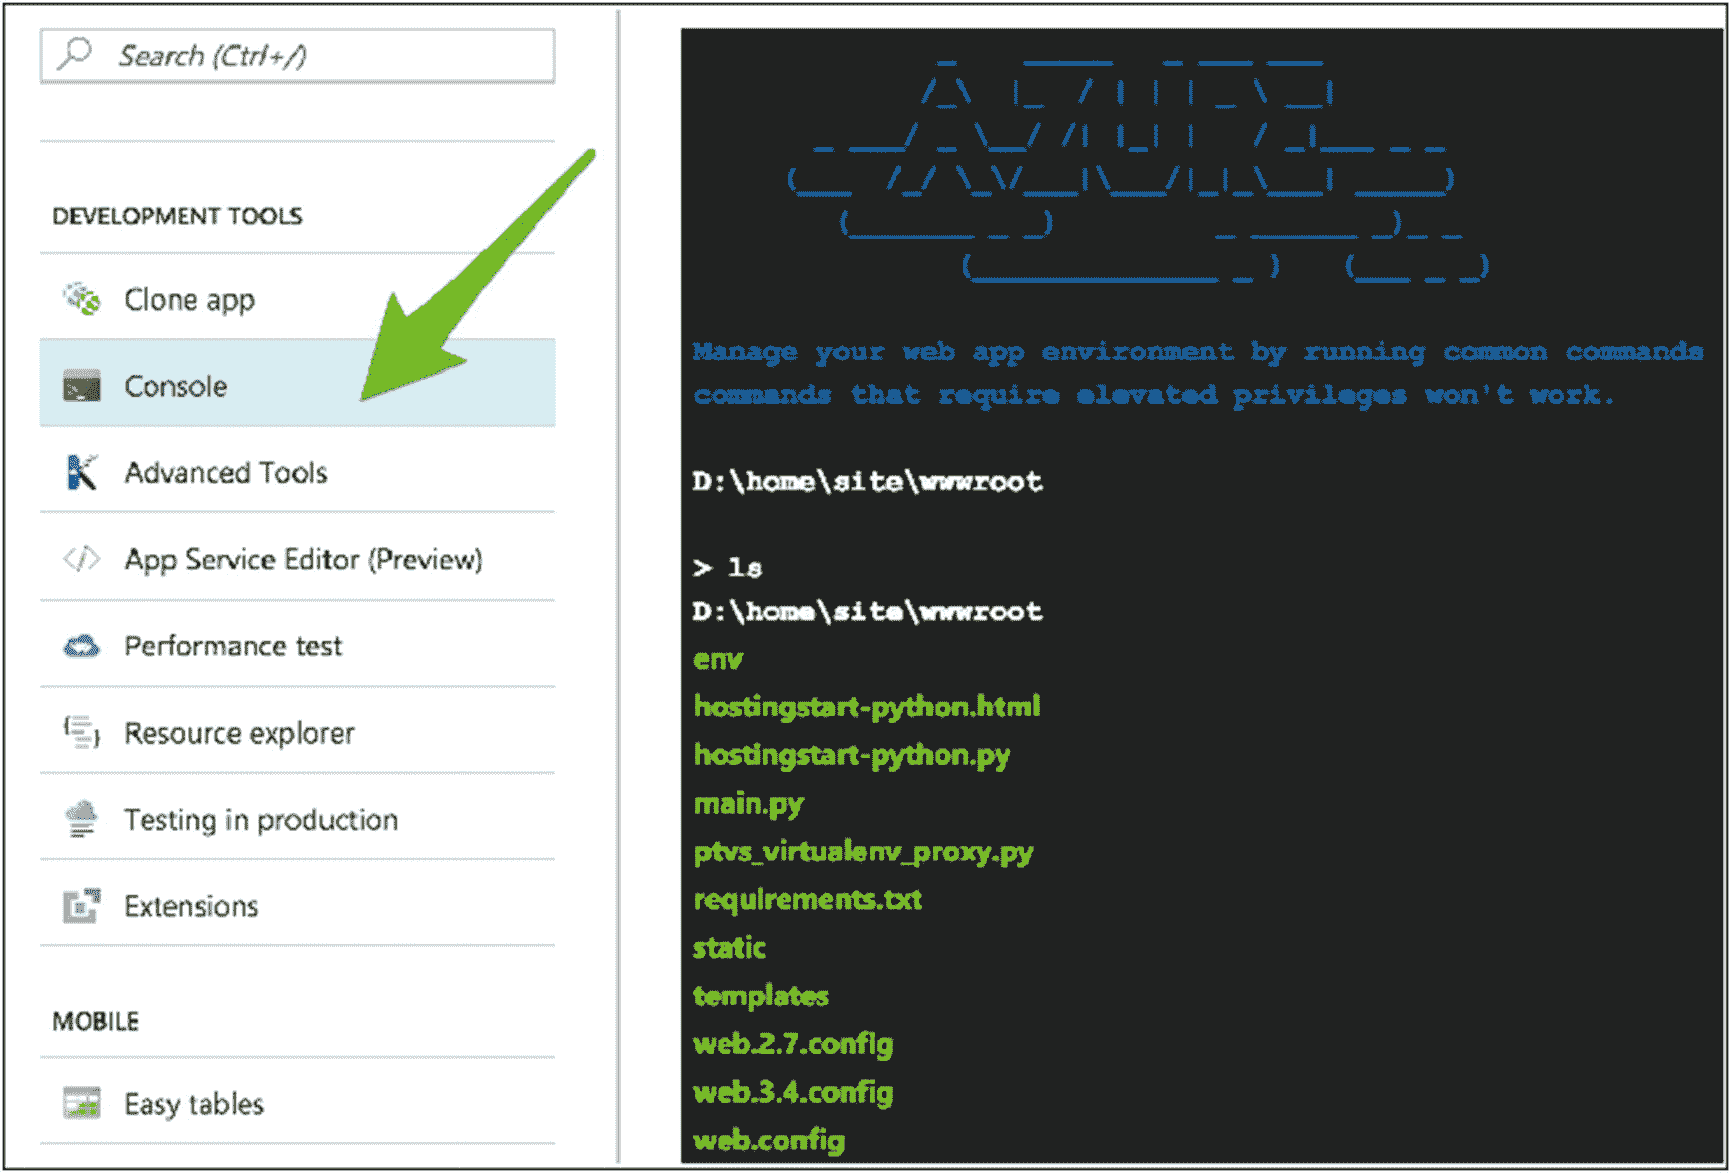 Search (Ctrl+/)
DEVELOPMENT TOOLS
Clone app
Console
Advanced Tools
App Service Editor (Preview)
Performance test
Resource explorer
Testing in production
Extensions
MOBILE
Easy tables
AZURE
Manage your web app environment by running common commands
commands that require elevated privileges won't work.
D:\home\site\wwwroot
> ls
D:\home\site\wwwroot
env
hostingstart-python.html
hostingstart-python.py
main.py
ptvs_virtualenv_proxy.py
requirements.txt
static
templates
web.2.7.config
web.3.4.config
web.config